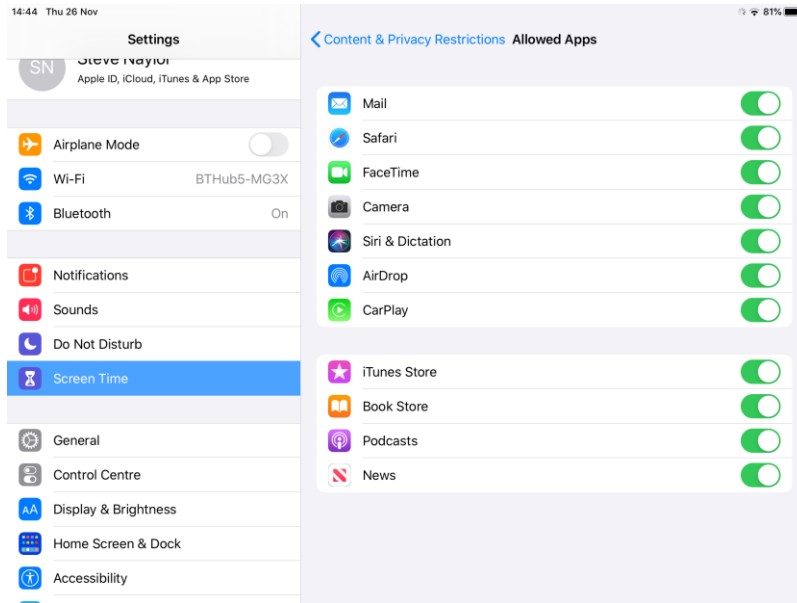 14:44 Thu 26 Nov
81%
Settings
SN
Steve Naylor
Apple ID, iCloud, iTunes & App Store
Airplane Mode
Wi-Fi BTHub5-MG3X
Bluetooth On
Notifications
Sounds
Do Not Disturb
Screen Time
General
Control Centre
AA Display & Brightness
Home Screen & Dock
Accessibility
Content & Privacy Restrictions Allowed Apps
Mail
Safari
FaceTime
Camera
Siri & Dictation
AirDrop
CarPlay
iTunes Store
Book Store
Podcasts
News